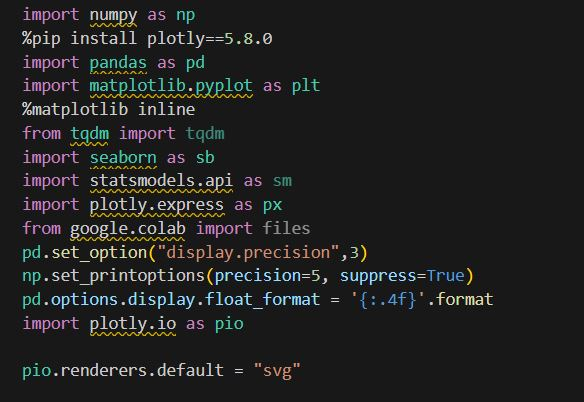 import numpy as np
%pip install plotly==5.8.0
import pandas as pd
import matplotlib.pyplot as plt
%matplotlib inline
from tqdm import tqdm
import seaborn as sb
import statsmodels.api as sm
import plotly.express as px
from google.colab import files
pd.set_option("display.precision",3)
np.set_printoptions(precision=5, suppress=True)
pd.options.display.float_format = '{:.4f}'.format
import plotly.io as pio
pio.renderers.default = "svg"